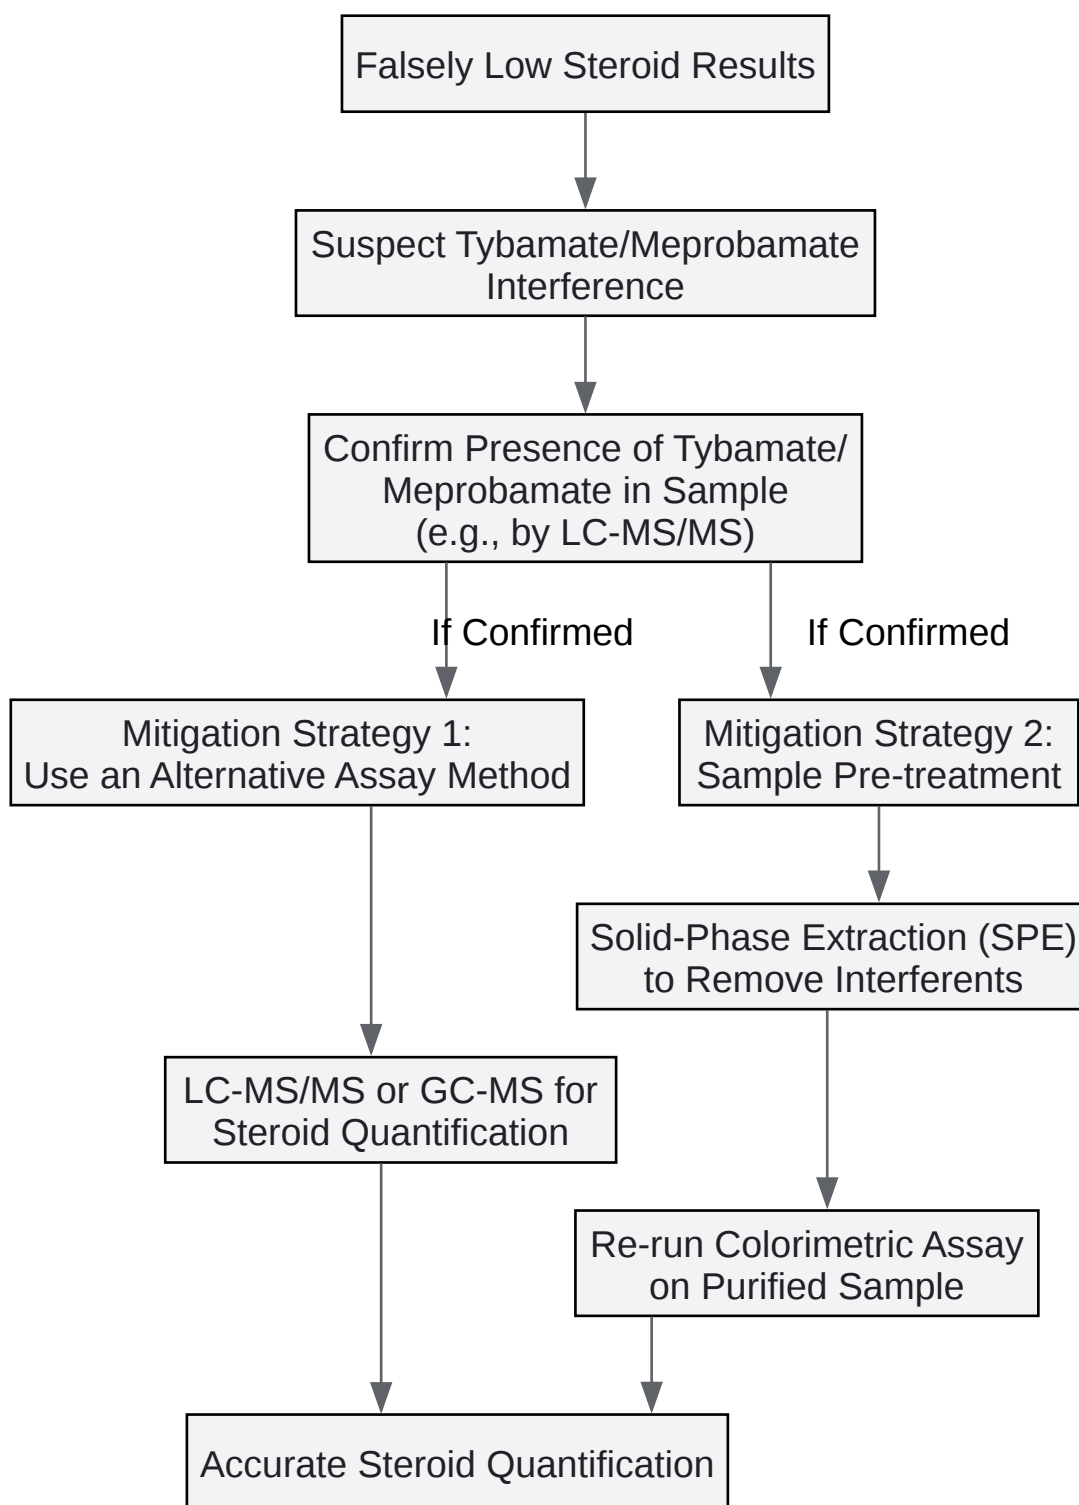 Falsely Low Steroid Results
Suspect Tybamate/Meprobamate
Interference
Confirm Presence of Tybamate/
Meprobamate in Sample
(e.g., by LC-MS/MS)
If Confirmed
If Confirmed
Mitigation Strategy 1:
Use an Alternative Assay Method
Mitigation Strategy 2:
Sample Pre-treatment
Solid-Phase Extraction (SPE)
to Remove Interferents
LC-MS/MS or GC-MS for
Steroid Quantification
Re-run Colorimetric Assay
on Purified Sample
Accurate Steroid Quantification